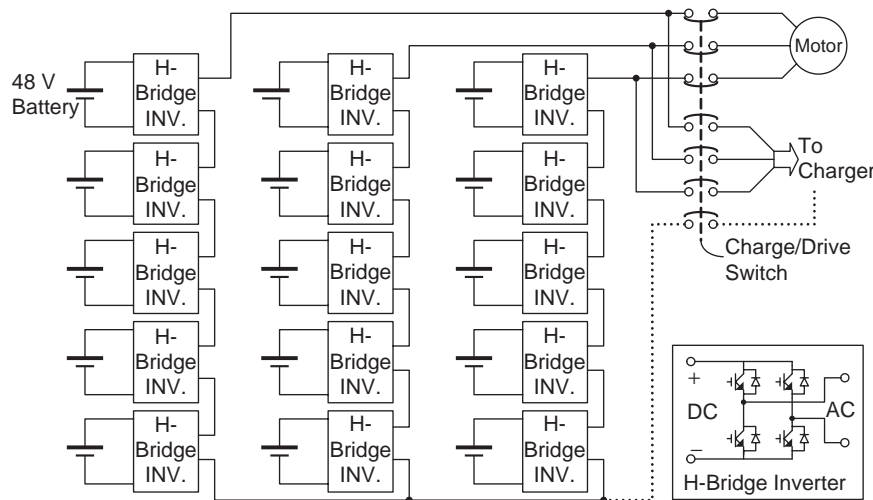 48 V
Battery
H-
Bridge
INV.
H-
Bridge
INV.
H-
Bridge
INV.
Motor
H-
Bridge
INV.
H-
Bridge
INV.
H-
Bridge
INV.
To
Charger
H-
Bridge
INV.
H-
Bridge
INV.
H-
Bridge
INV.
Charge/Drive
Switch
H-
Bridge
INV.
H-
Bridge
INV.
H-
Bridge
INV.
H-
Bridge
INV.
H-
Bridge
INV.
H-
Bridge
INV.
+
DC
AC
−
H-Bridge Inverter